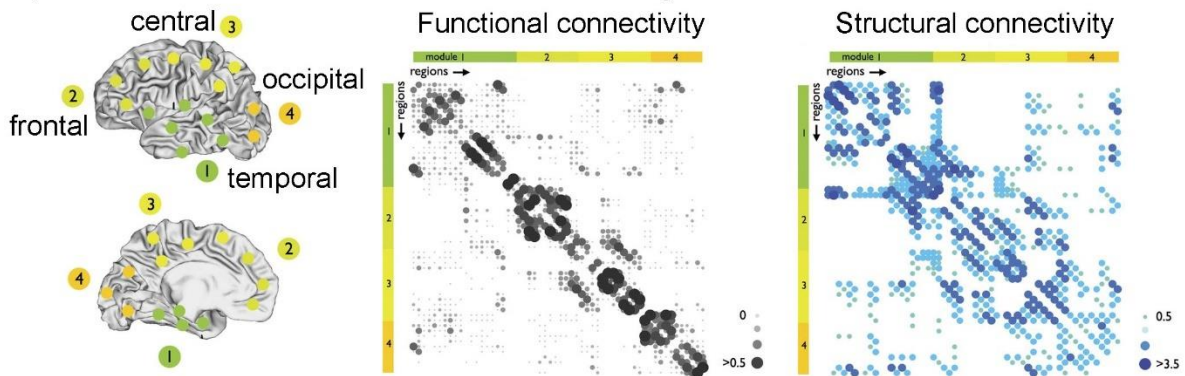 central 3
occipital
2
4
frontal
1 temporal
3
2
4
1
Functional connectivity
module 1 2 3 4
regions →
regions →
1
2
3
4
0
>0.5
Structural connectivity
module 1 2 3 4
regions →
regions →
1
2
3
4
0.5
>3.5